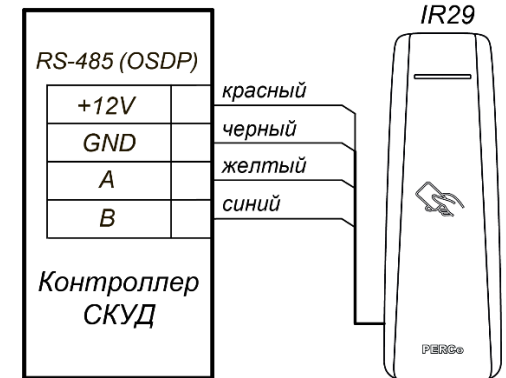 IR29
RS-485 (OSDP)
+12V
красный
GND
черный
A
желтый
B
синий
Контроллер
СКУД
PERCo